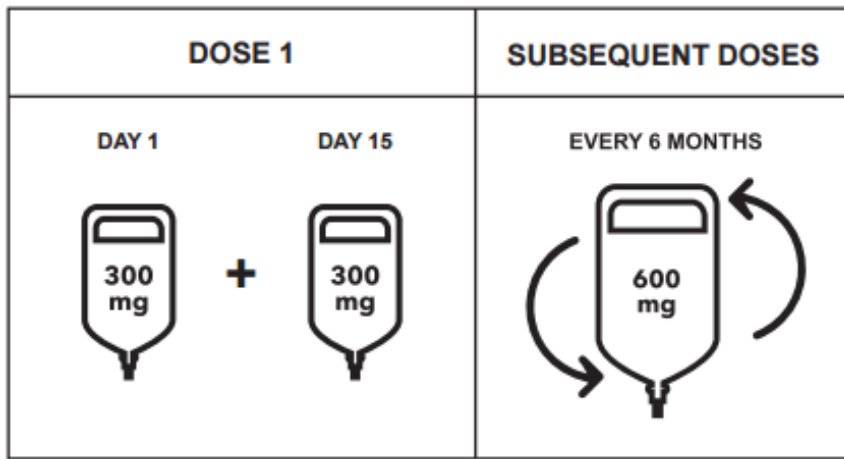 DOSE 1
SUBSEQUENT DOSES
DAY 1
DAY 15
EVERY 6 MONTHS
300
mg
+
300
mg
600
mg